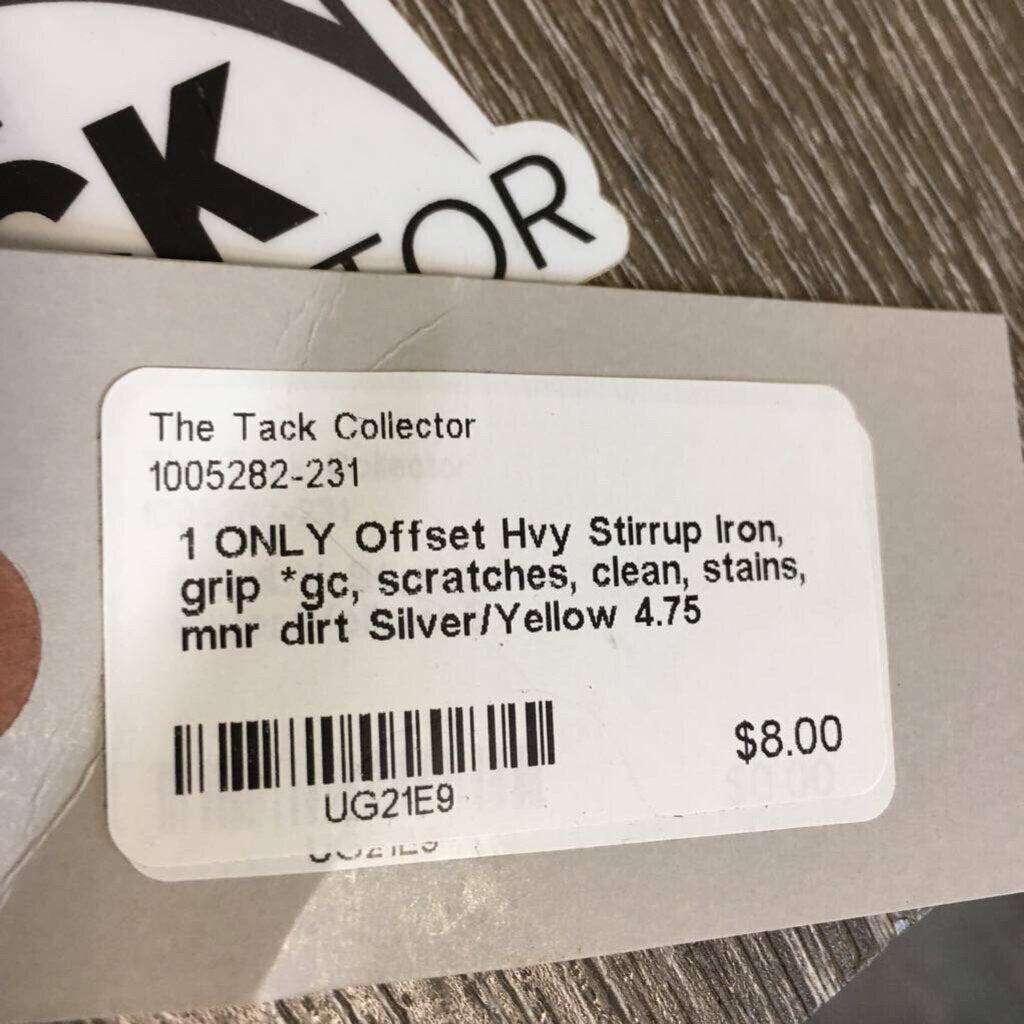 CK
TOR
The Tack Collector
1005282-231
1 ONLY Offset Hvy Stirrup Iron,
grip *gc, scratches, clean, stains,
mnr dirt Silver/Yellow 4.75
$8.00
UG21E9